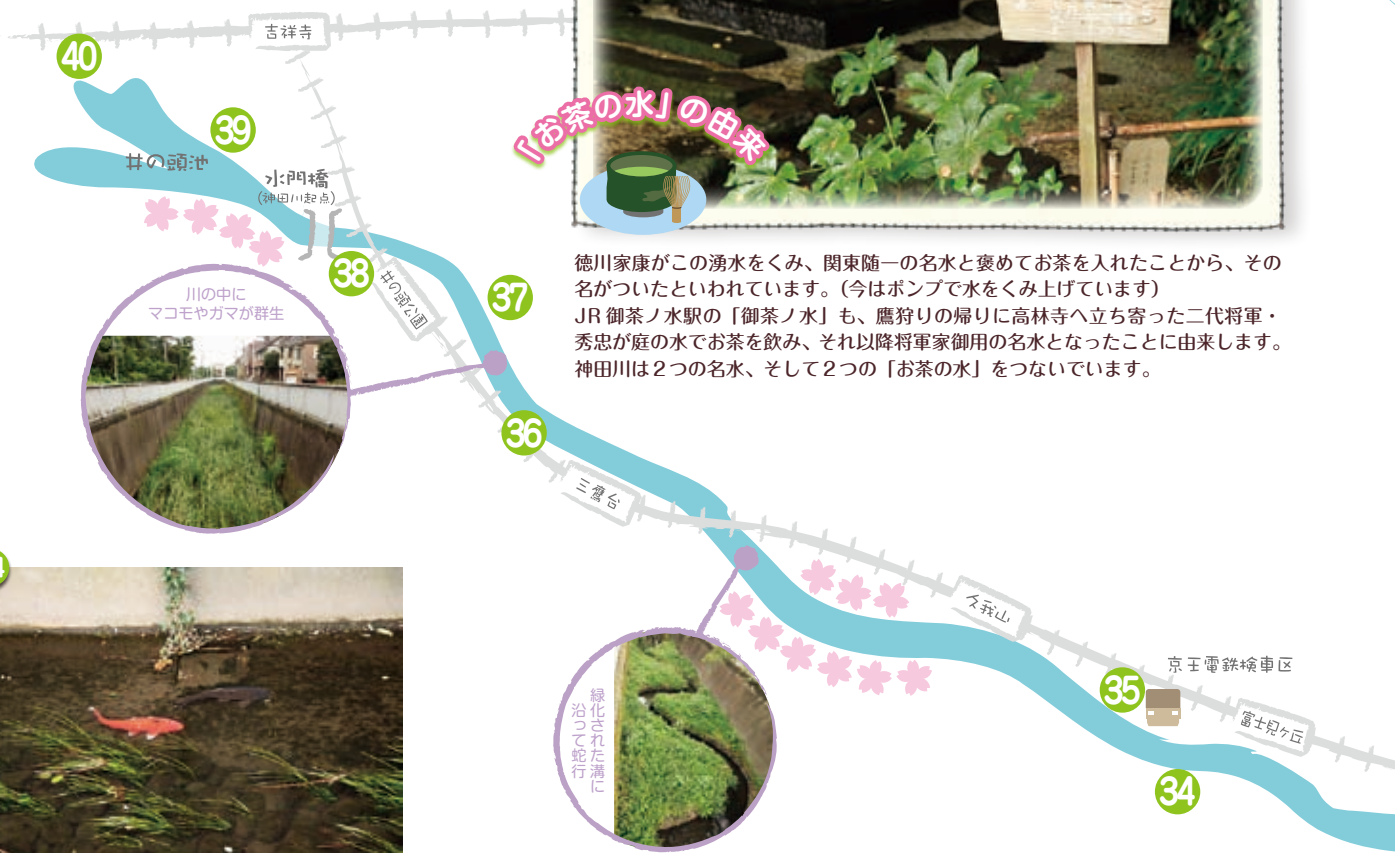 吉祥寺
40
39
井の頭池
水門橋
(神田川起点)
38
井の頭公園
37
川の中に
マコモやガマが群生
36
三鷹台
「お茶の水」の由来
徳川家康がこの湧水をくみ、関東随一の名水と褒めてお茶を入れたことから、その
名がついたといわれています。(今はポンプで水をくみ上げています)
JR 御茶ノ水駅の「御茶ノ水」も、鷹狩りの帰りに高林寺へ立ち寄った二代将軍・
秀忠が庭の水でお茶を飲み、それ以降将軍家御用の名水となったことに由来します。
神田川は2つの名水、そして2つの「お茶の水」をつないでいます。
緑化された溝に
沿って蛇行
久我山
京王電鉄検車区
35
富士見ヶ丘
34